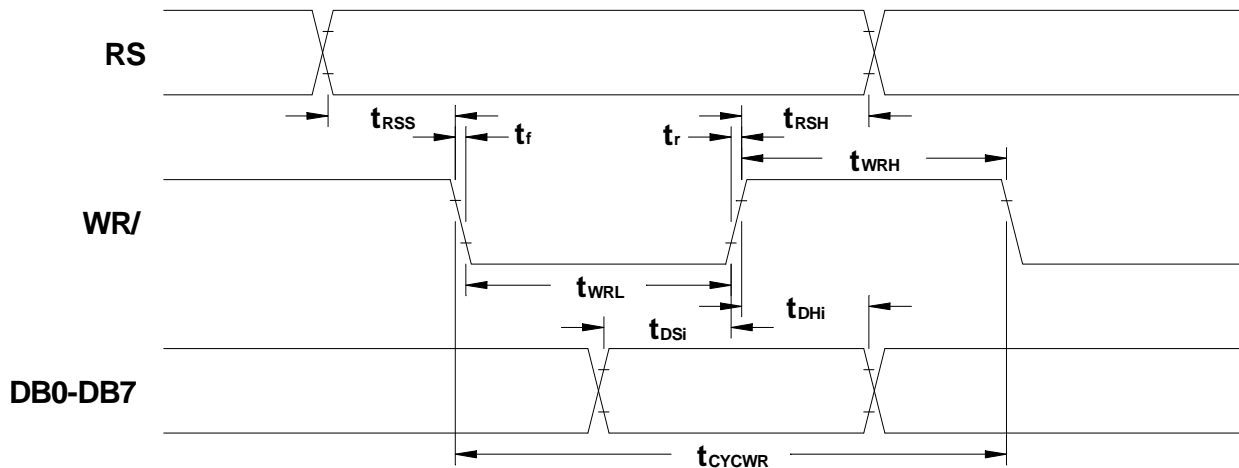 RS
tRSS
tf
tr
tRSH
tWRH
WR/
tWRL
tDSi
tDHi
DB0-DB7
tCYCWR